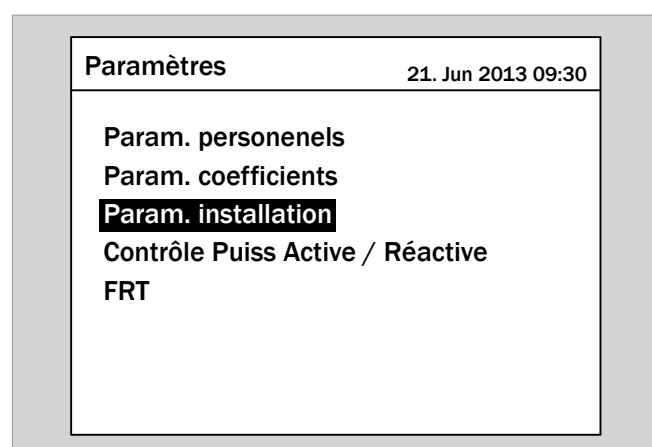 Paramètres
21. Jun 2013 09:30
Param. personenels
Param. coefficients
Param. installation
Contrôle Puiss Active / Réactive
FRT